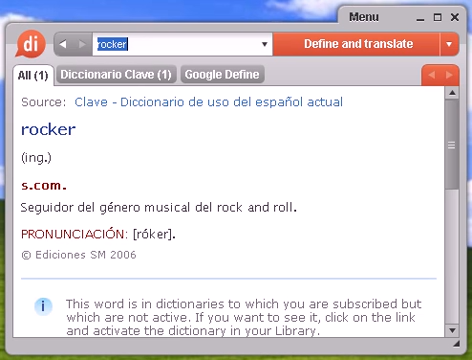 Menu
di
rocker
Define and translate
All (1)
Diccionario Clave (1)
Google Define
Source: Clave - Diccionario de uso del español actual
rocker
(ing.)
s.com.
Seguidor del género musical del rock and roll.
PRONUNCIACIÓN: [róker].
© Ediciones SM 2006
i
This word is in dictionaries to which you are subscribed but
which are not active. If you want to see it, click on the link
and activate the dictionary in your Library.